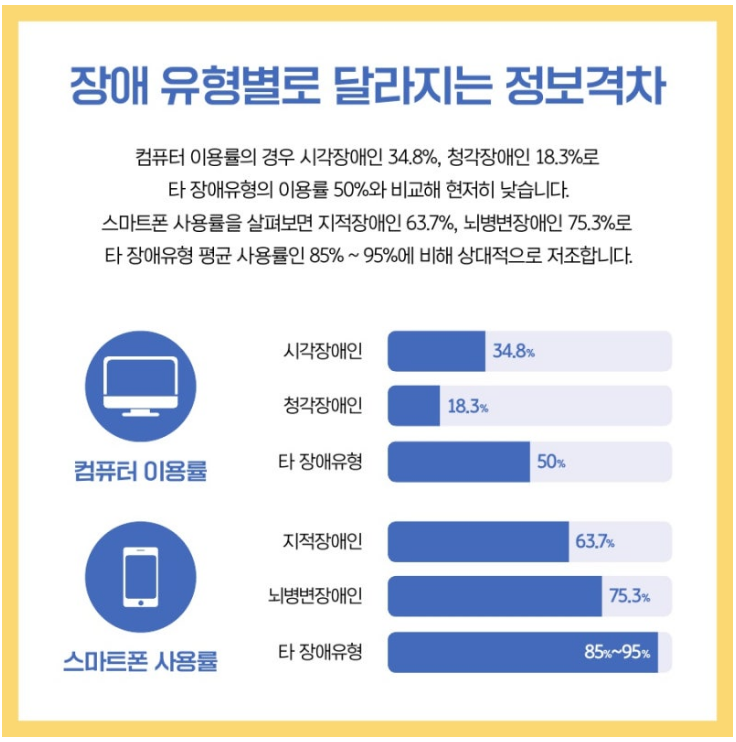 장애 유형별로 달라지는 정보격차
컴퓨터 이용률의 경우 시각장애인 34.8%, 청각장애인 18.3%로
타 장애유형의 이용률 50%와 비교해 현저히 낮습니다.
스마트폰 사용률을 살펴보면 지적장애인 63.7%, 뇌병변장애인 75.3%로
타 장애유형 평균 사용률인 85% ~ 95%에 비해 상대적으로 저조합니다.
컴퓨터 이용률
시각장애인 34.8%
청각장애인 18.3%
타 장애유형 50%
스마트폰 사용률
지적장애인 63.7%
뇌병변장애인 75.3%
타 장애유형 85%~95%